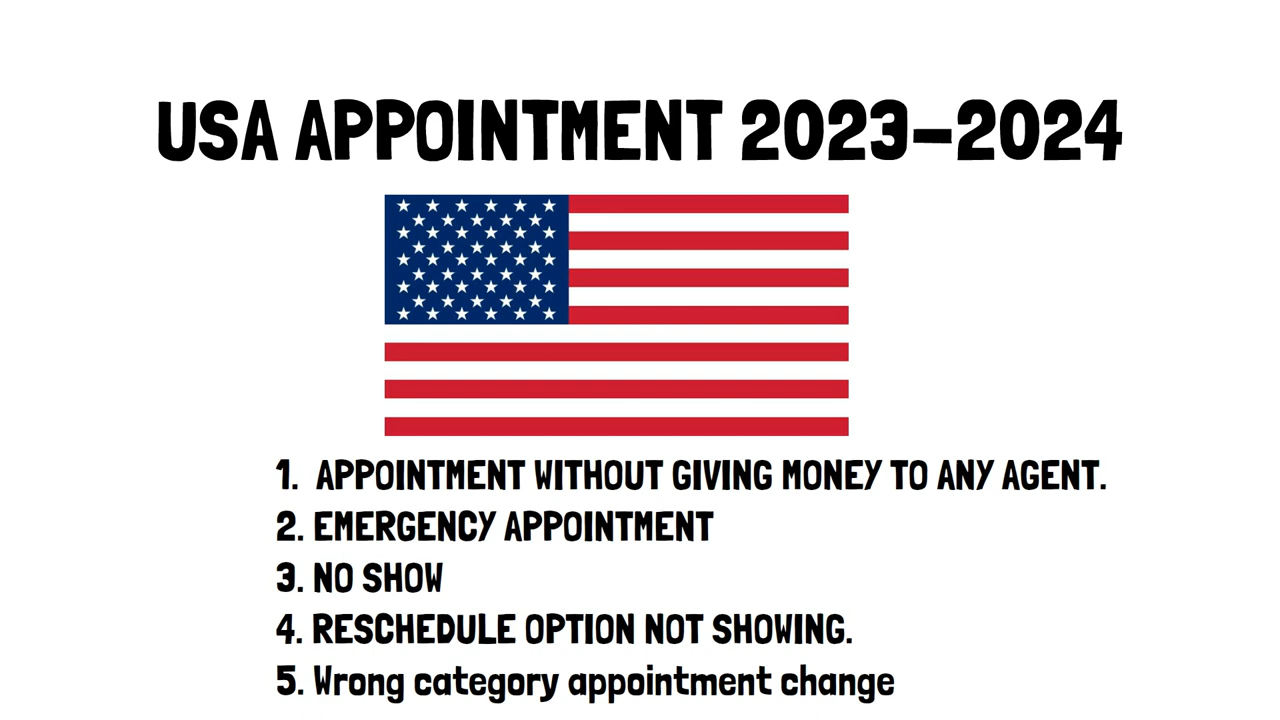 USA APPOINTMENT 2023-2024
1. APPOINTMENT WITHOUT GIVING MONEY TO ANY AGENT.
2. EMERGENCY APPOINTMENT
3. NO SHOW
4. RESCHEDULE OPTION NOT SHOWING.
5. Wrong category appointment change